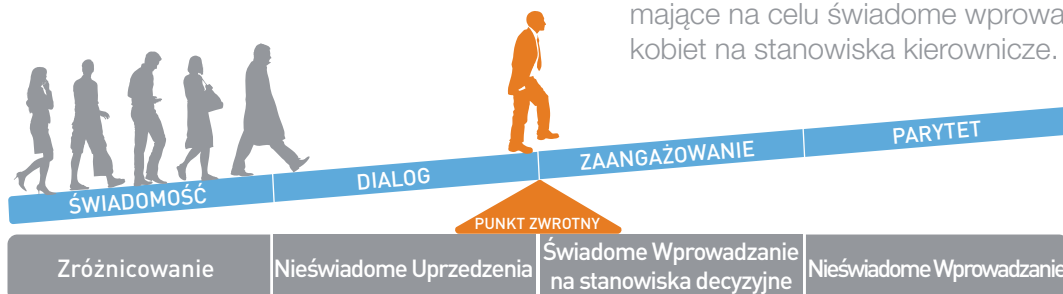 mające na celu świadome
kobiet na stanowiska kierownicze.
ŚWIADOMOŚĆ
DIALOG
ZAANGAŻOWANIE
PARYTET
PUNKT ZWROTNY
Zróżnicowanie
Nieświadome Uprzedzenia
Świadome Wprowadzanie
na stanowiska decyzyjne
Nieświadome Wprowadzanie